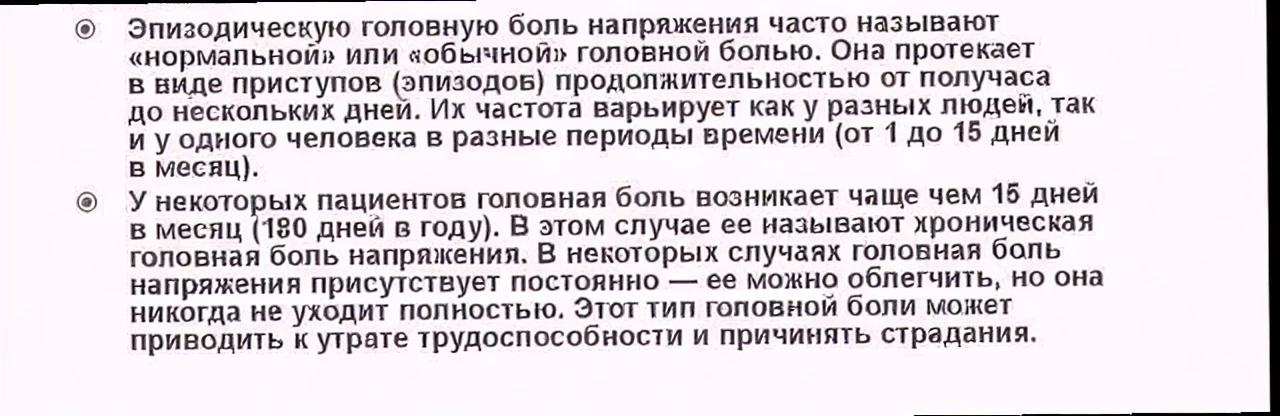 Эпизодическую головную боль напряжения часто называют
«нормальной» или «обычной» головной болью. Она протекает
в виде приступов (эпизодов) продолжительностью от получаса
до нескольких дней. Их частота варьирует как у разных людей, так
и у одного человека в разные периоды времени (от 1 до 15 дней
в месяц).
У некоторых пациентов головная боль возникает чаще чем 15 дней
в месяц (180 дней в году). В этом случае ее называют хроническая
головная боль напряжения. В некоторых случаях головная боль
напряжения присутствует постоянно — ее можно облегчить, но она
никогда не уходит полностью. Этот тип головной боли может
приводить к утрате трудоспособности и причинять страдания.